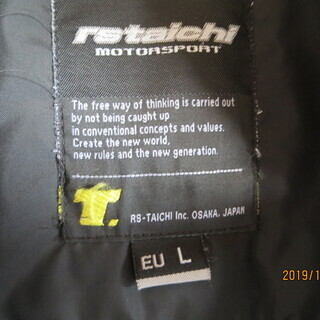 rstaichi
MOTORSPORT
The free way of thinking is carried out
by not being caught up
in conventional concepts and values.
Create the new world,
new rules and the new generation.
RS-TAICHI Inc. OSAKA, JAPAN
EU L
2019/1